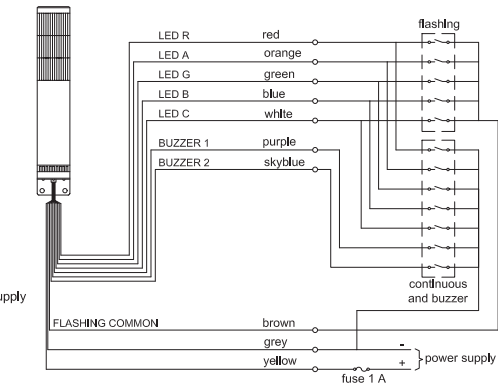 flashing
LED R red
LED A orange
LED G green
LED B blue
LED C white
BUZZER 1 purple
BUZZER 2 skyblue
continuous
and buzzer
FLASHING COMMON brown
grey -
yellow +
power supply
fuse 1 A